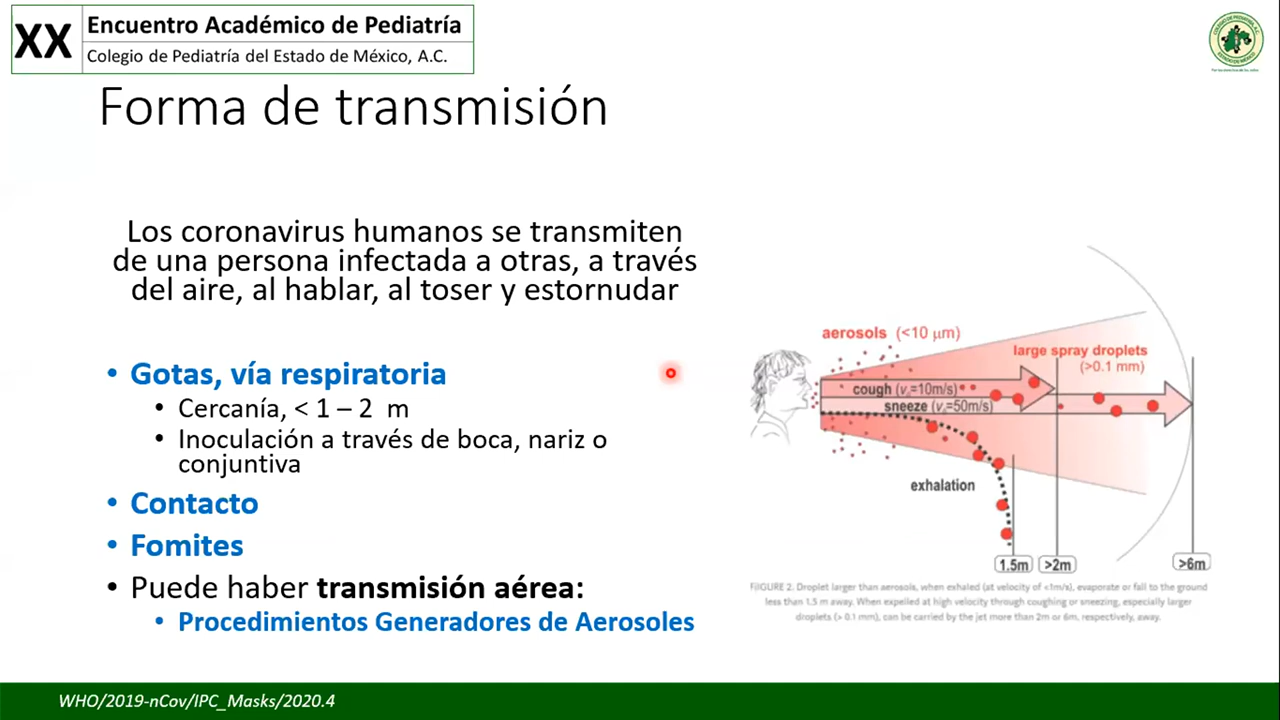 XX
Encuentro Académico de Pediatría
Colegio de Pediatría del Estado de México, A.C.
Forma de transmisión
Los coronavirus humanos se transmiten
de una persona infectada a otras, a través
del aire, al hablar, al toser y estornudar
• Gotas, vía respiratoria
• Cercanía, < 1 – 2 m
• Inoculación a través de boca, nariz o
conjuntiva
• Contacto
• Fomites
• Puede haber transmisión aérea:
• Procedimientos Generadores de Aerosoles
aerosols (<10 µm)
large spray droplets
(>0.1 mm)
cough (v₀=10m/s)
sneeze (v₀=50m/s)
exhalation
1.5m
>2m
>6m
FIGURE 2. Droplet larger than aerosols, when exhaled (at velocity of <1m/s), evaporate or fall to the ground
less than 1.5 m away. When expelled at high velocity through coughing or sneezing, especially larger
droplets (> 0.1 mm), can be carried by the jet more than 2m or 6m, respectively, away.
WHO/2019-nCov/IPC_Masks/2020.4